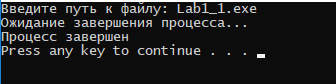 Введите путь к файлу: Lab1_1.exe
Ожидание завершения процесса...
Процесс завершен
Press any key to continue . . .